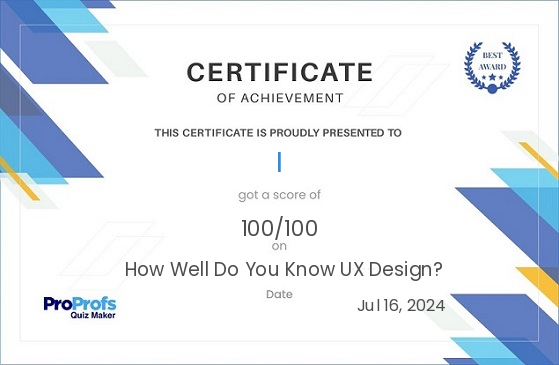 BEST
AWARD
CERTIFICATE
OF ACHIEVEMENT
THIS CERTIFICATE IS PROUDLY PRESENTED TO
got a score of
100/100
on
How Well Do You Know UX Design?
Date
Jul 16, 2024
ProProfs
Quiz Maker